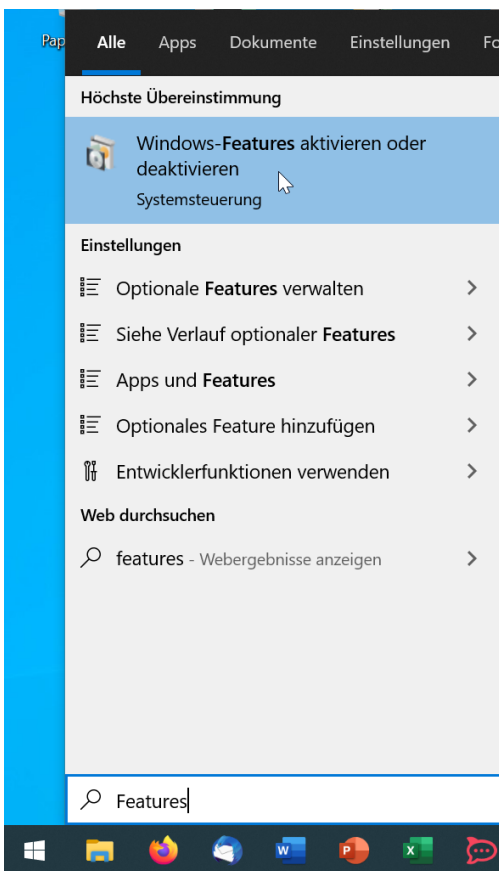 Pap
Alle Apps Dokumente Einstellungen Fo
Höchste Übereinstimmung
Windows-Features aktivieren oder
deaktivieren
Systemsteuerung
Einstellungen
Optionale Features verwalten
Siehe Verlauf optionaler Features
Apps und Features
Optionales Feature hinzufügen
Entwicklerfunktionen verwenden
Web durchsuchen
features - Webergebnisse anzeigen
Features
W P X